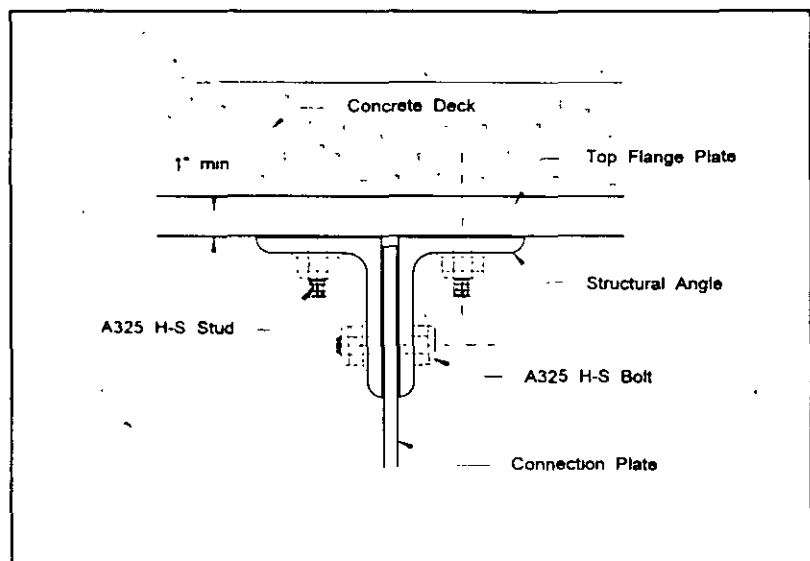 Concrete Deck
1" min
Top Flange Plate
Structural Angle
A325 H-S Stud
A325 H-S Bolt
Connection Plate